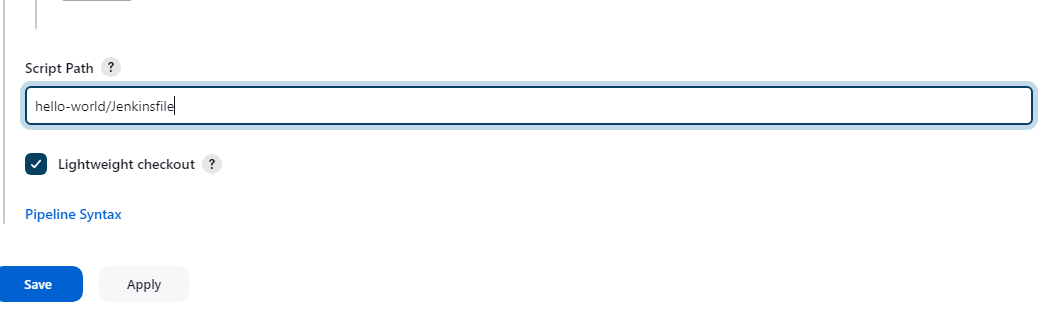 Script Path ?
hello-world/Jenkinsfile
Lightweight checkout ?
Pipeline Syntax
Save Apply